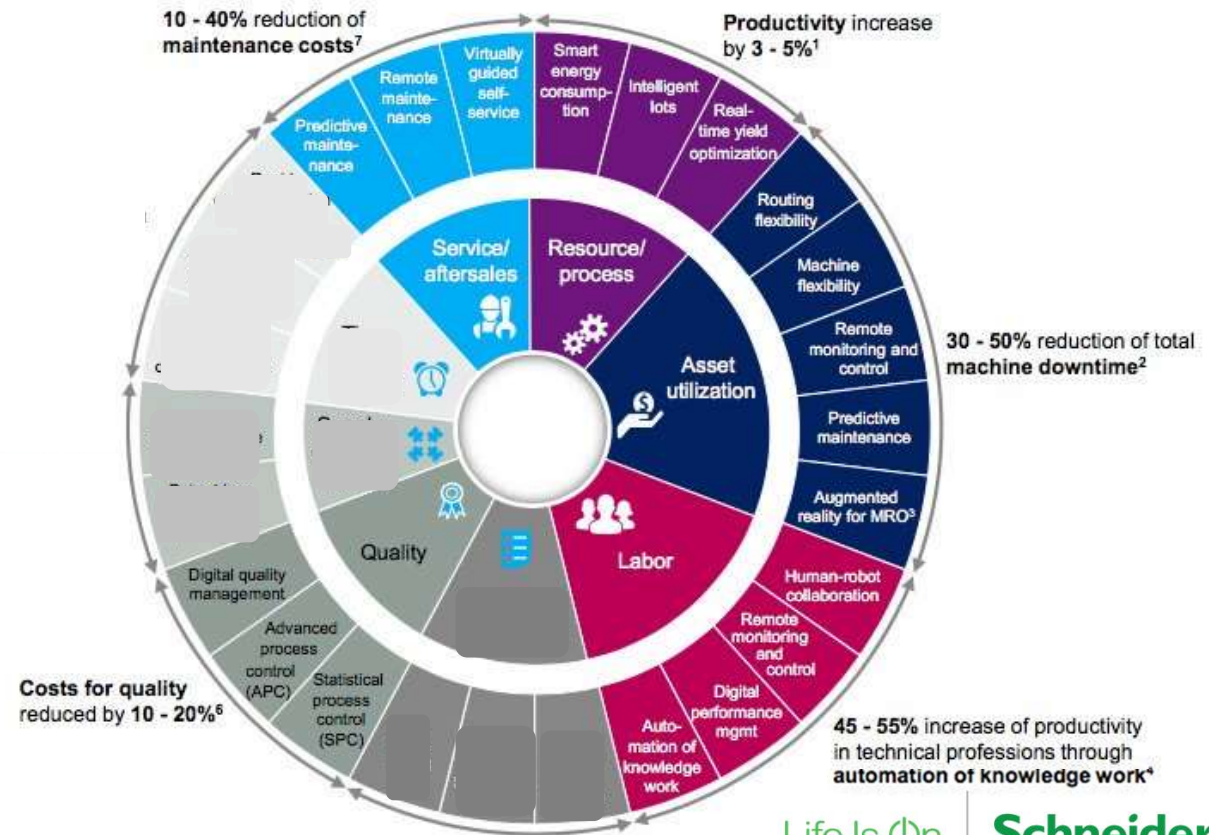 10 - 40% reduction of
maintenance costs⁷
Productivity increase
by 3 - 5%¹
Predictive
mainte-
nance
Remote
mainte-
nance
Virtually
guided
self-
service
Smart
energy
consump-
tion
Intelligent
lots
Real-
time yield
optimization
Routing
flexibility
Machine
flexibility
Remote
monitoring and
control
Predictive
maintenance
Augmented
reality for MRO³
30 - 50% reduction of total
machine downtime²
Service/
aftersales
Resource/
process
Asset
utilization
Labor
Quality
Human-robot
collaboration
Remote
monitoring
and
control
Digital
performance
mgmt
Auto-
mation of
knowledge
work
45 - 55% increase of productivity
in technical professions through
automation of knowledge work⁴
Digital quality
management
Advanced
process
control
(APC)
Statistical
process
control
(SPC)
Costs for quality
reduced by 10 - 20%⁶
Life Is On
Schneider